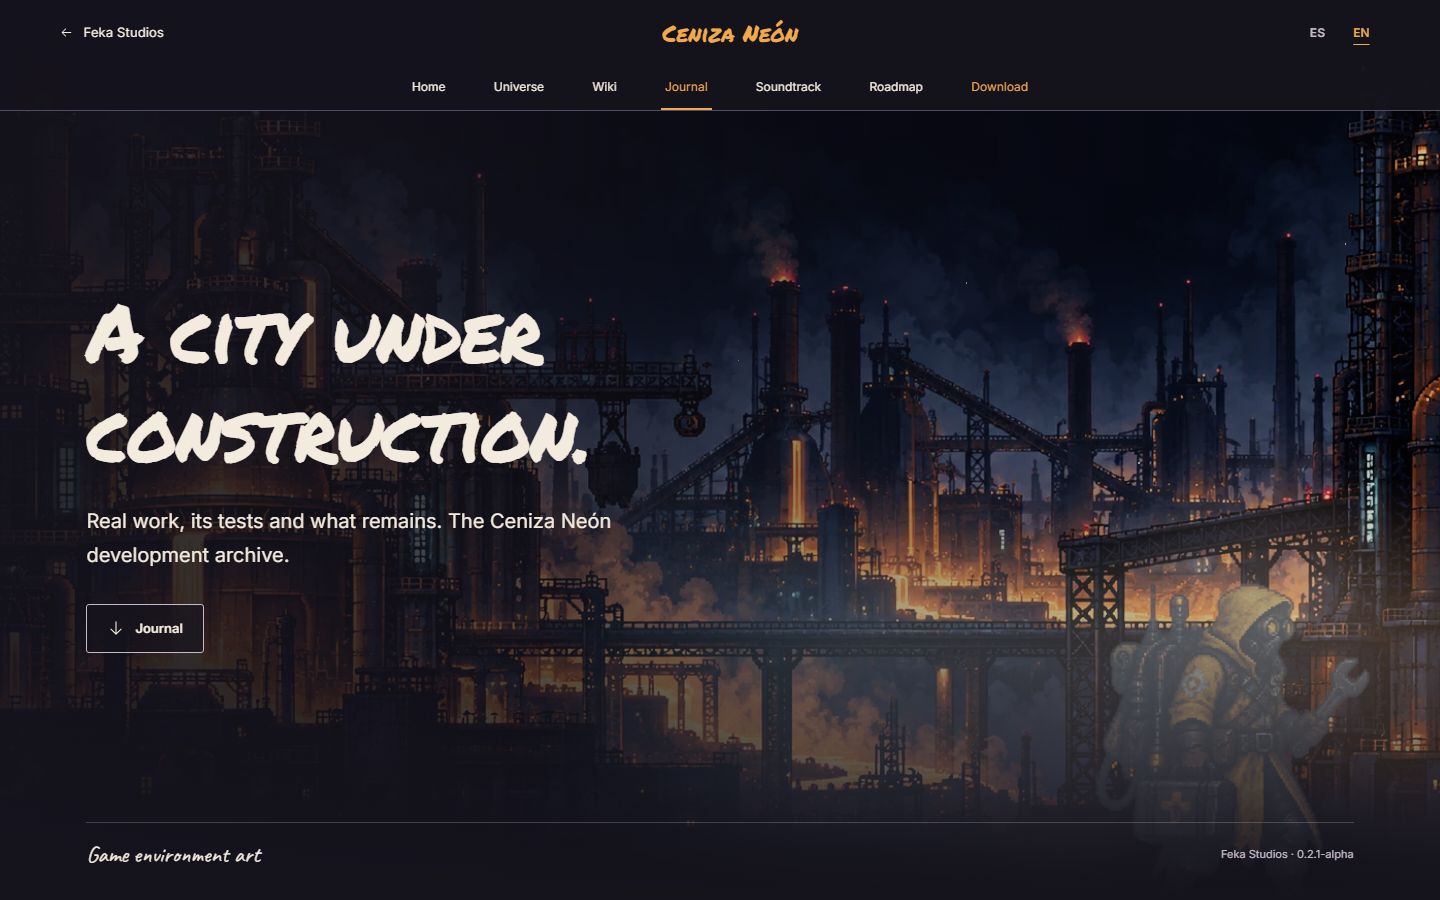 ← Feka Studios
Ceniza Neón
ES EN
Home Universe Wiki Journal Soundtrack Roadmap Download
A city under
construction.
Real work, its tests and what remains. The Ceniza Neón
development archive.
↓ Journal
Game environment art
Feka Studios · 0.2.1-alpha